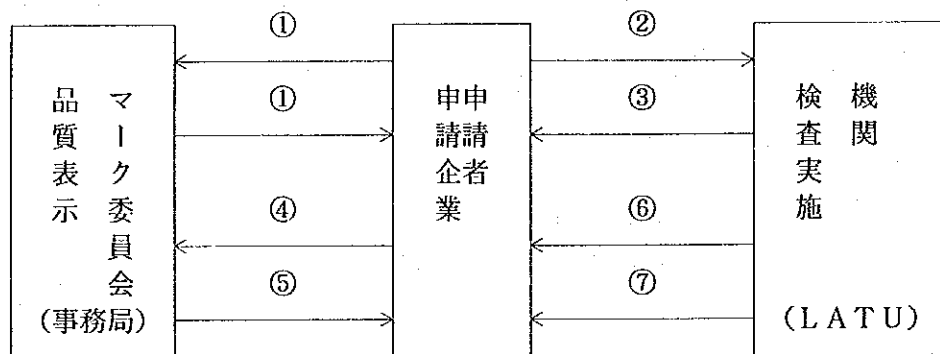 ①
②
①
③
④
⑥
⑤
⑦
品質表示
マーク委員会
(事務局)
申請企業
申請者
検査実施
機関
(LATU)